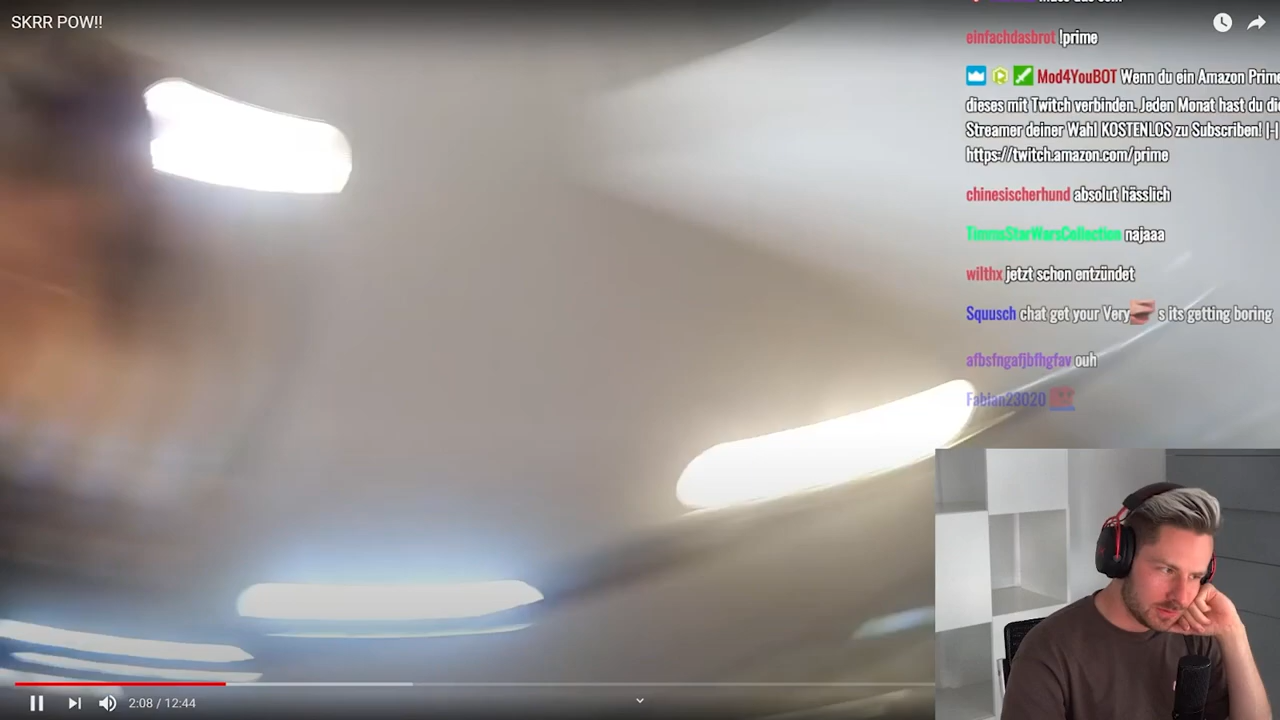 SKRR POW!!
einfachdasbrot !prime
Mod4YouBOT Wenn du ein Amazon Prime
dieses mit Twitch verbinden. Jeden Monat hast du die
Streamer deiner Wahl KOSTENLOS zu Subscriben! |-|
https://twitch.amazon.com/prime
chinesischerhund absolut hässlich
TimrusStarWarsCollection najaaa
wilthx jetzt schon entzündet
Squusch chat get your Very s its getting boring
afbsfngafjbfhgfav ouh
Fabian23020
2:08 / 12:44